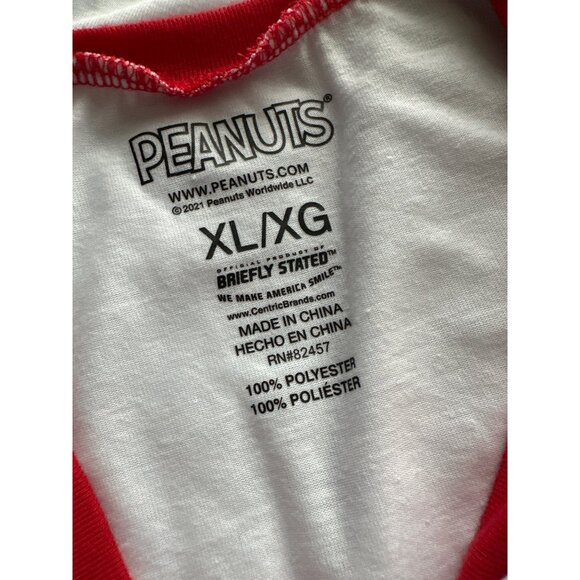 PEANUTS®
WWW.PEANUTS.COM
©2021 Peanuts Worldwide LLC
XL/XG
OFFICIAL PRODUCT OF
BRIEFLY STATED™
WE MAKE AMERICA SMILE™
www.CentricBrands.com
MADE IN CHINA
HECHO EN CHINA
RN#82457
100% POLYESTER
100% POLIÉSTER